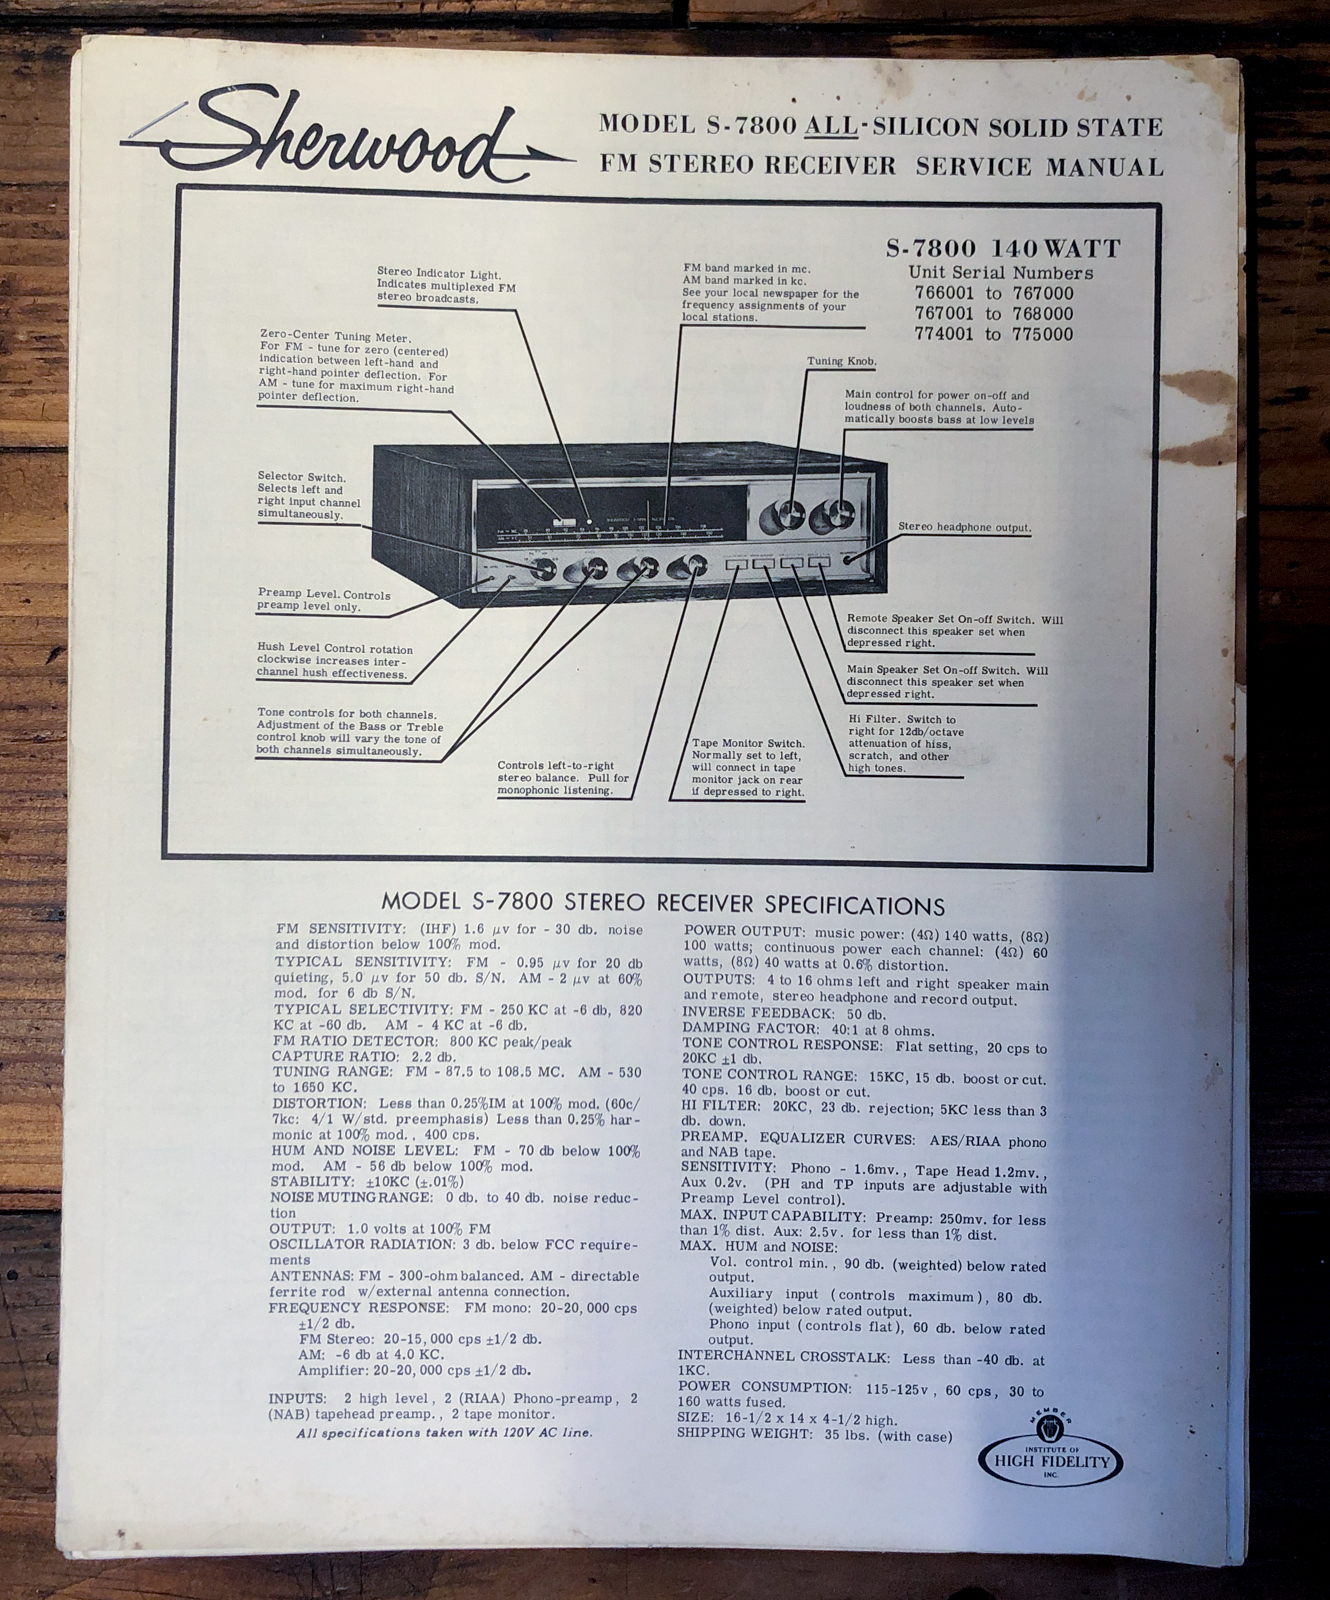 Sherwood
MODEL S-7800 ALL-SILICON SOLID STATE
FM STEREO RECEIVER SERVICE MANUAL
S-7800 140 WATT
Unit Serial Numbers
766001 to 767000
767001 to 768000
774001 to 775000
Stereo Indicator Light.
Indicates multiplexed FM
stereo broadcasts.
FM band marked in mc.
AM band marked in kc.
See your local newspaper for the
frequency assignments of your
local stations.
Zero-Center Tuning Meter.
For FM - tune for zero (centered)
indication between left-hand and
right-hand pointer deflection. For
AM - tune for maximum right-hand
pointer deflection.
Tuning Knob.
Main control for power on-off and
loudness of both channels. Auto-
matically boosts bass at low levels
Selector Switch.
Selects left and
right input channel
simultaneously.
Stereo headphone output.
Preamp Level. Controls
preamp level only.
Hush Level Control rotation
clockwise increases inter-
channel hush effectiveness.
Tone controls for both channels.
Adjustment of the Bass or Treble
control knob will vary the tone of
both channels simultaneously.
Controls left-to-right
stereo balance. Pull for
monophonic listening.
Tape Monitor Switch.
Normally set to left,
will connect in tape
monitor jack on rear
if depressed to right.
Remote Speaker Set On-off Switch. Will
disconnect this speaker set when
depressed right.
Main Speaker Set On-off Switch. Will
disconnect this speaker set when
depressed right.
Hi Filter. Switch to
right for 12db/octave
attenuation of hiss,
scratch, and other
high tones.
MODEL S-7800 STEREO RECEIVER SPECIFICATIONS
FM SENSITIVITY: (IHF) 1.6 μv for - 30 db. noise
and distortion below 100% mod.
TYPICAL SENSITIVITY: FM - 0.95 μv for 20 db
quieting, 5.0 μv for 50 db. S/N. AM - 2 μv at 60%
mod. for 6 db S/N.
TYPICAL SELECTIVITY: FM - 250 KC at -6 db, 820
KC at -60 db. AM - 4 KC at -6 db.
FM RATIO DETECTOR: 800 KC peak/peak
CAPTURE RATIO: 2.2 db.
TUNING RANGE: FM - 87.5 to 108.5 MC. AM - 530
to 1650 KC.
DISTORTION: Less than 0.25%IM at 100% mod. (60c/
7kc: 4/1 W/std. preemphasis) Less than 0.25% har-
monic at 100% mod., 400 cps.
HUM AND NOISE LEVEL: FM - 70 db below 100%
mod. AM - 56 db below 100% mod.
STABILITY: ±10KC (±.01%)
NOISE MUTING RANGE: 0 db. to 40 db. noise reduc-
tion
OUTPUT: 1.0 volts at 100% FM
OSCILLATOR RADIATION: 3 db. below FCC require-
ments
ANTENNAS: FM - 300-ohm balanced. AM - directable
ferrite rod w/external antenna connection.
FREQUENCY RESPONSE: FM mono: 20-20,000 cps
±1/2 db.
FM Stereo: 20-15,000 cps ±1/2 db.
AM: -6 db at 4.0 KC.
Amplifier: 20-20,000 cps ±1/2 db.
INPUTS: 2 high level, 2 (RIAA) Phono-preamp, 2
(NAB) tapehead preamp., 2 tape monitor.
All specifications taken with 120V AC line.
POWER OUTPUT: music power: (4Ω) 140 watts, (8Ω)
100 watts; continuous power each channel: (4Ω) 60
watts, (8Ω) 40 watts at 0.6% distortion.
OUTPUTS: 4 to 16 ohms left and right speaker main
and remote, stereo headphone and record output.
INVERSE FEEDBACK: 50 db.
DAMPING FACTOR: 40:1 at 8 ohms.
TONE CONTROL RESPONSE: Flat setting, 20 cps to
20KC ±1 db.
TONE CONTROL RANGE: 15KC, 15 db. boost or cut.
40 cps. 16 db. boost or cut.
HI FILTER: 20KC, 23 db. rejection; 5KC less than 3
db. down.
PREAMP. EQUALIZER CURVES: AES/RIAA phono
and NAB tape.
SENSITIVITY: Phono - 1.6mv., Tape Head 1.2mv.,
Aux 0.2v. (PH and TP inputs are adjustable with
Preamp Level control).
MAX. INPUT CAPABILITY: Preamp: 250mv. for less
than 1% dist. Aux: 2.5v. for less than 1% dist.
MAX. HUM and NOISE:
Vol. control min., 90 db. (weighted) below rated
output.
Auxiliary input (controls maximum), 80 db.
(weighted) below rated output.
Phono input (controls flat), 60 db. below rated
output.
INTERCHANNEL CROSSTALK: Less than -40 db. at
1KC.
POWER CONSUMPTION: 115-125v, 60 cps, 30 to
160 watts fused.
SIZE: 16-1/2 x 14 x 4-1/2 high.
SHIPPING WEIGHT: 35 lbs. (with case)
MEMBER
INSTITUTE OF
HIGH FIDELITY
INC.